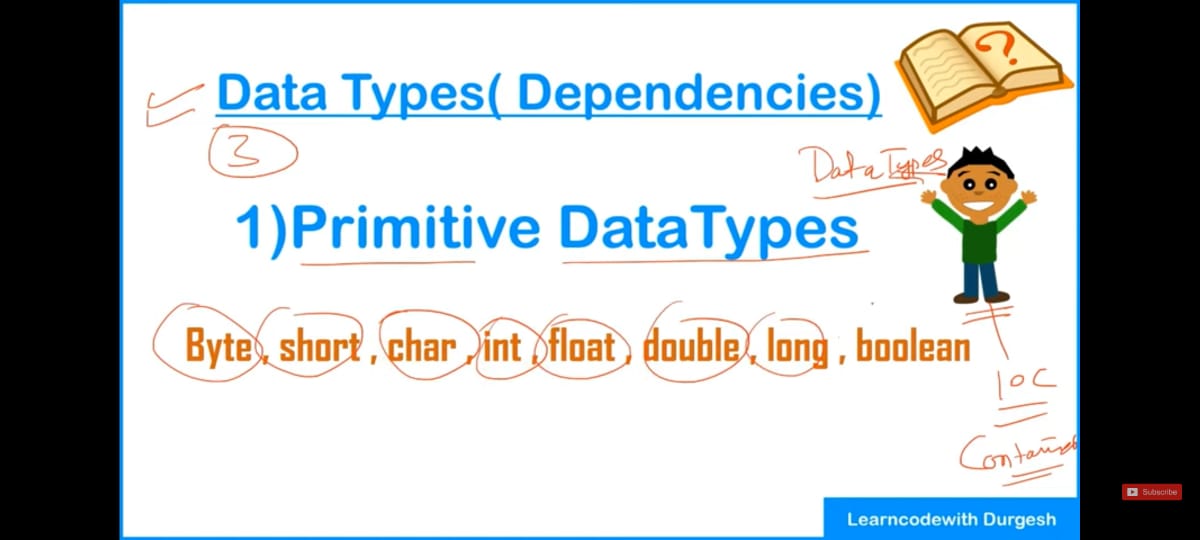 Data Types( Dependencies)
3
?
Data Types
1)Primitive DataTypes
Byte , short , char , int , float , double , long , boolean
IOC
Learncodewith Durgesh
Subscribe